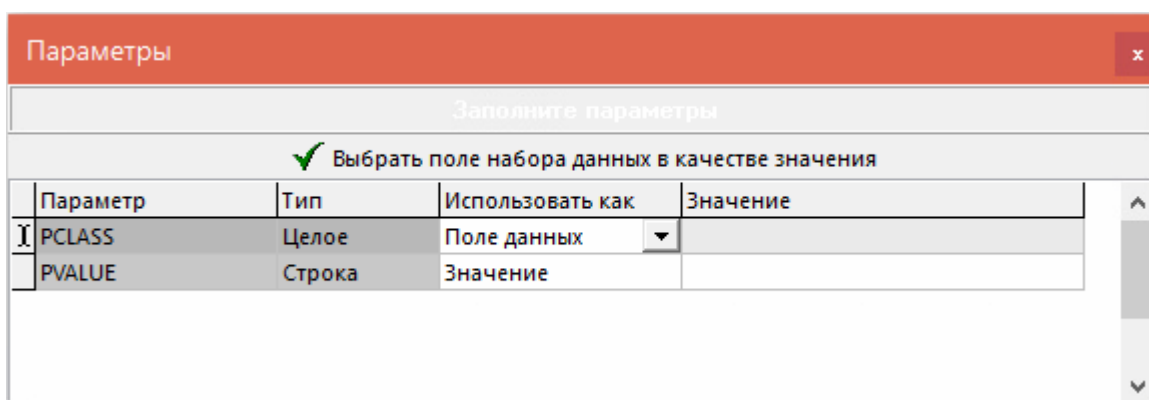 Параметры x
Заполните параметры
Выбрать поле набора данных в качестве значения
Параметр Тип Использовать как Значение
PCLASS Целое Поле данных
PVALUE Строка Значение